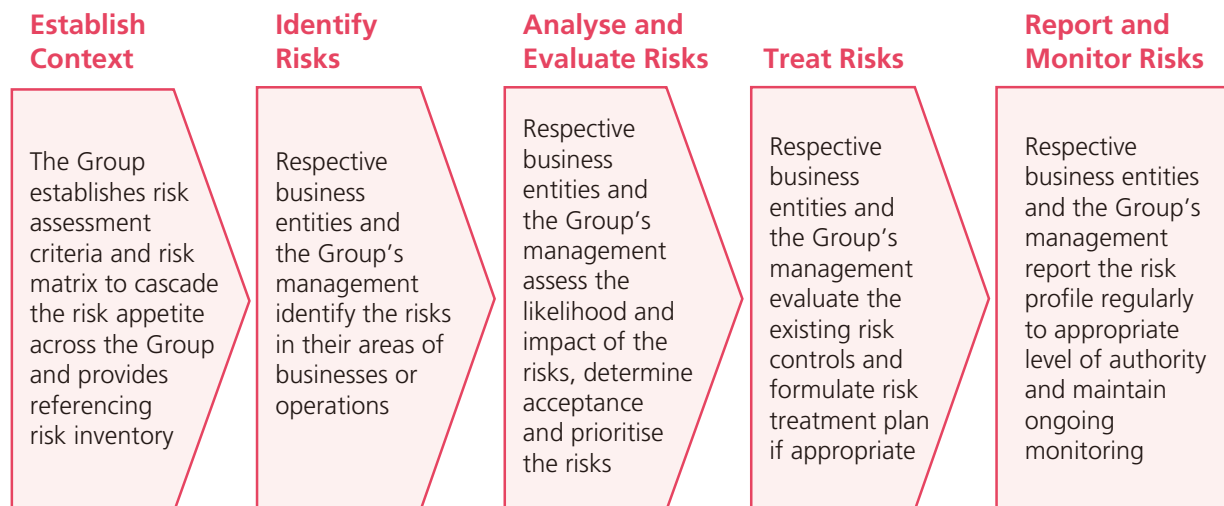 Establish
Context
The Group
establishes risk
assessment
criteria and risk
matrix to cascade
the risk appetite
across the Group
and provides
referencing
risk inventory
Identify
Risks
Respective
business
entities and
the Group's
management
identify the risks
in their areas of
businesses or
operations
Analyse and
Evaluate Risks
Respective
business
entities and
the Group's
management
assess the
likelihood and
impact of the
risks, determine
acceptance
and prioritise
the risks
Treat Risks
Respective
business
entities and
the Group's
management
evaluate the
existing risk
controls and
formulate risk
treatment plan
if appropriate
Report and
Monitor Risks
Respective
business entities
and the Group's
management
report the risk
profile regularly
to appropriate
level of authority
and maintain
ongoing
monitoring